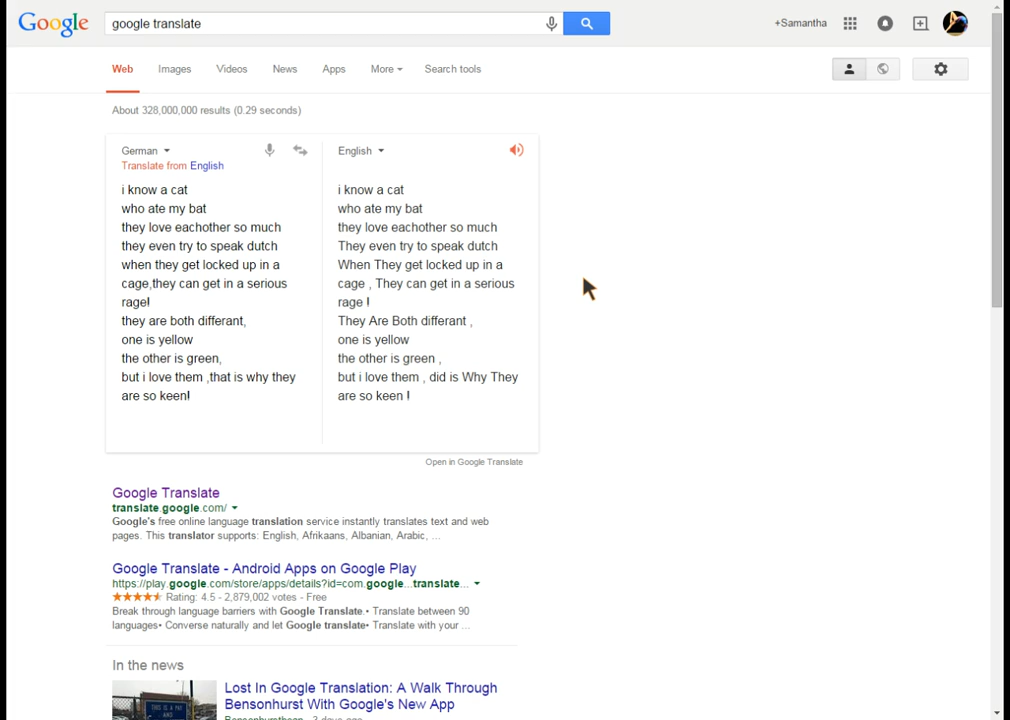 Google
google translate
+Samantha
Web Images Videos News Apps More Search tools
About 328,000,000 results (0.29 seconds)
German
Translate from English
i know a cat
who ate my bat
they love eachother so much
they even try to speak dutch
when they get locked up in a
cage,they can get in a serious
rage!
they are both differant,
one is yellow
the other is green,
but i love them ,that is why they
are so keen!
English
i know a cat
who ate my bat
they love eachother so much
They even try to speak dutch
When They get locked up in a
cage , They can get in a serious
rage !
They Are Both differant ,
one is yellow
the other is green ,
but i love them , did is Why They
are so keen !
Open in Google Translate
Google Translate
translate.google.com/
Google's free online language translation service instantly translates text and web
pages. This translator supports: English, Afrikaans, Albanian, Arabic, ...
Google Translate - Android Apps on Google Play
https://play.google.com/store/apps/details?id=com.google...translate...
Rating: 4.5 - 2,879,002 votes - Free
Break through language barriers with Google Translate.• Translate between 90
languages• Converse naturally and let Google translate• Translate with your ...
In the news
THIS IS A PAY
AND
Lost In Google Translation: A Walk Through
Bensonhurst With Google's New App